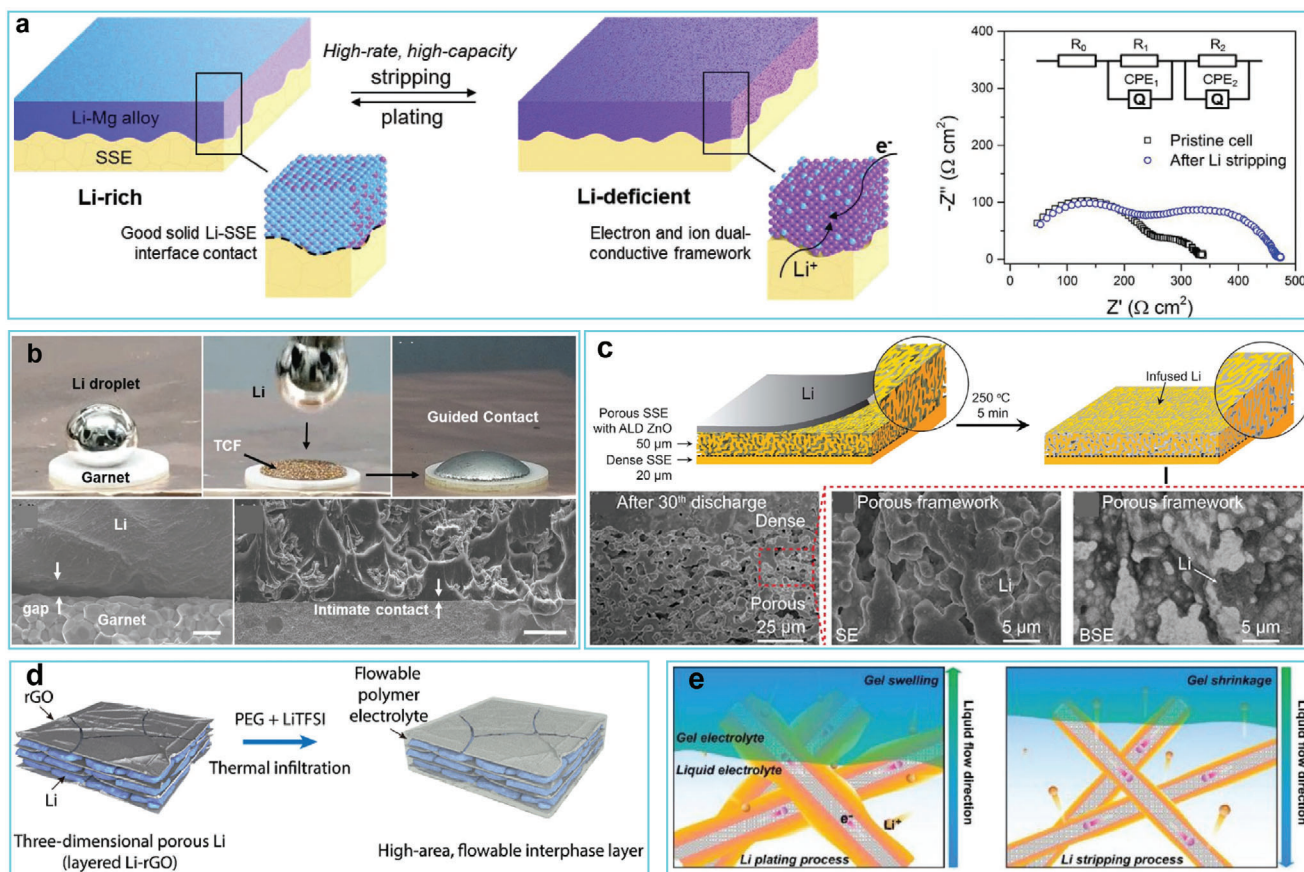 a
High-rate, high-capacity
stripping
plating
Li-Mg alloy
SSE
Li-rich
Good solid Li-SSE
interface contact
Li-deficient
Electron and ion dual-
conductive framework
e-
Li+
400
300
200
100
0
-Z'' (Ω cm2)
R0
R1
R2
CPE1
CPE2
Q
Q
Pristine cell
After Li stripping
0
100
200
300
400
500
Z' (Ω cm2)
b
Li droplet
Garnet
Li
TCF
Guided Contact
Li
gap
Garnet
Intimate contact
c
Li
Porous SSE
with ALD ZnO
50 μm
Dense SSE
20 μm
250 °C
5 min
Infused Li
After 30th discharge
Dense
Porous
25 μm
Porous framework
Li
SE
5 μm
Porous framework
Li
BSE
5 μm
d
rGO
Li
Three-dimensional porous Li
(layered Li-rGO)
PEG + LiTFSI
Thermal infiltration
Flowable
polymer
electrolyte
High-area, flowable interphase layer
e
Gel swelling
Gel electrolyte
Liquid electrolyte
e-
Li+
Li plating process
Liquid flow direction
Gel shrinkage
Li stripping process
Liquid flow direction